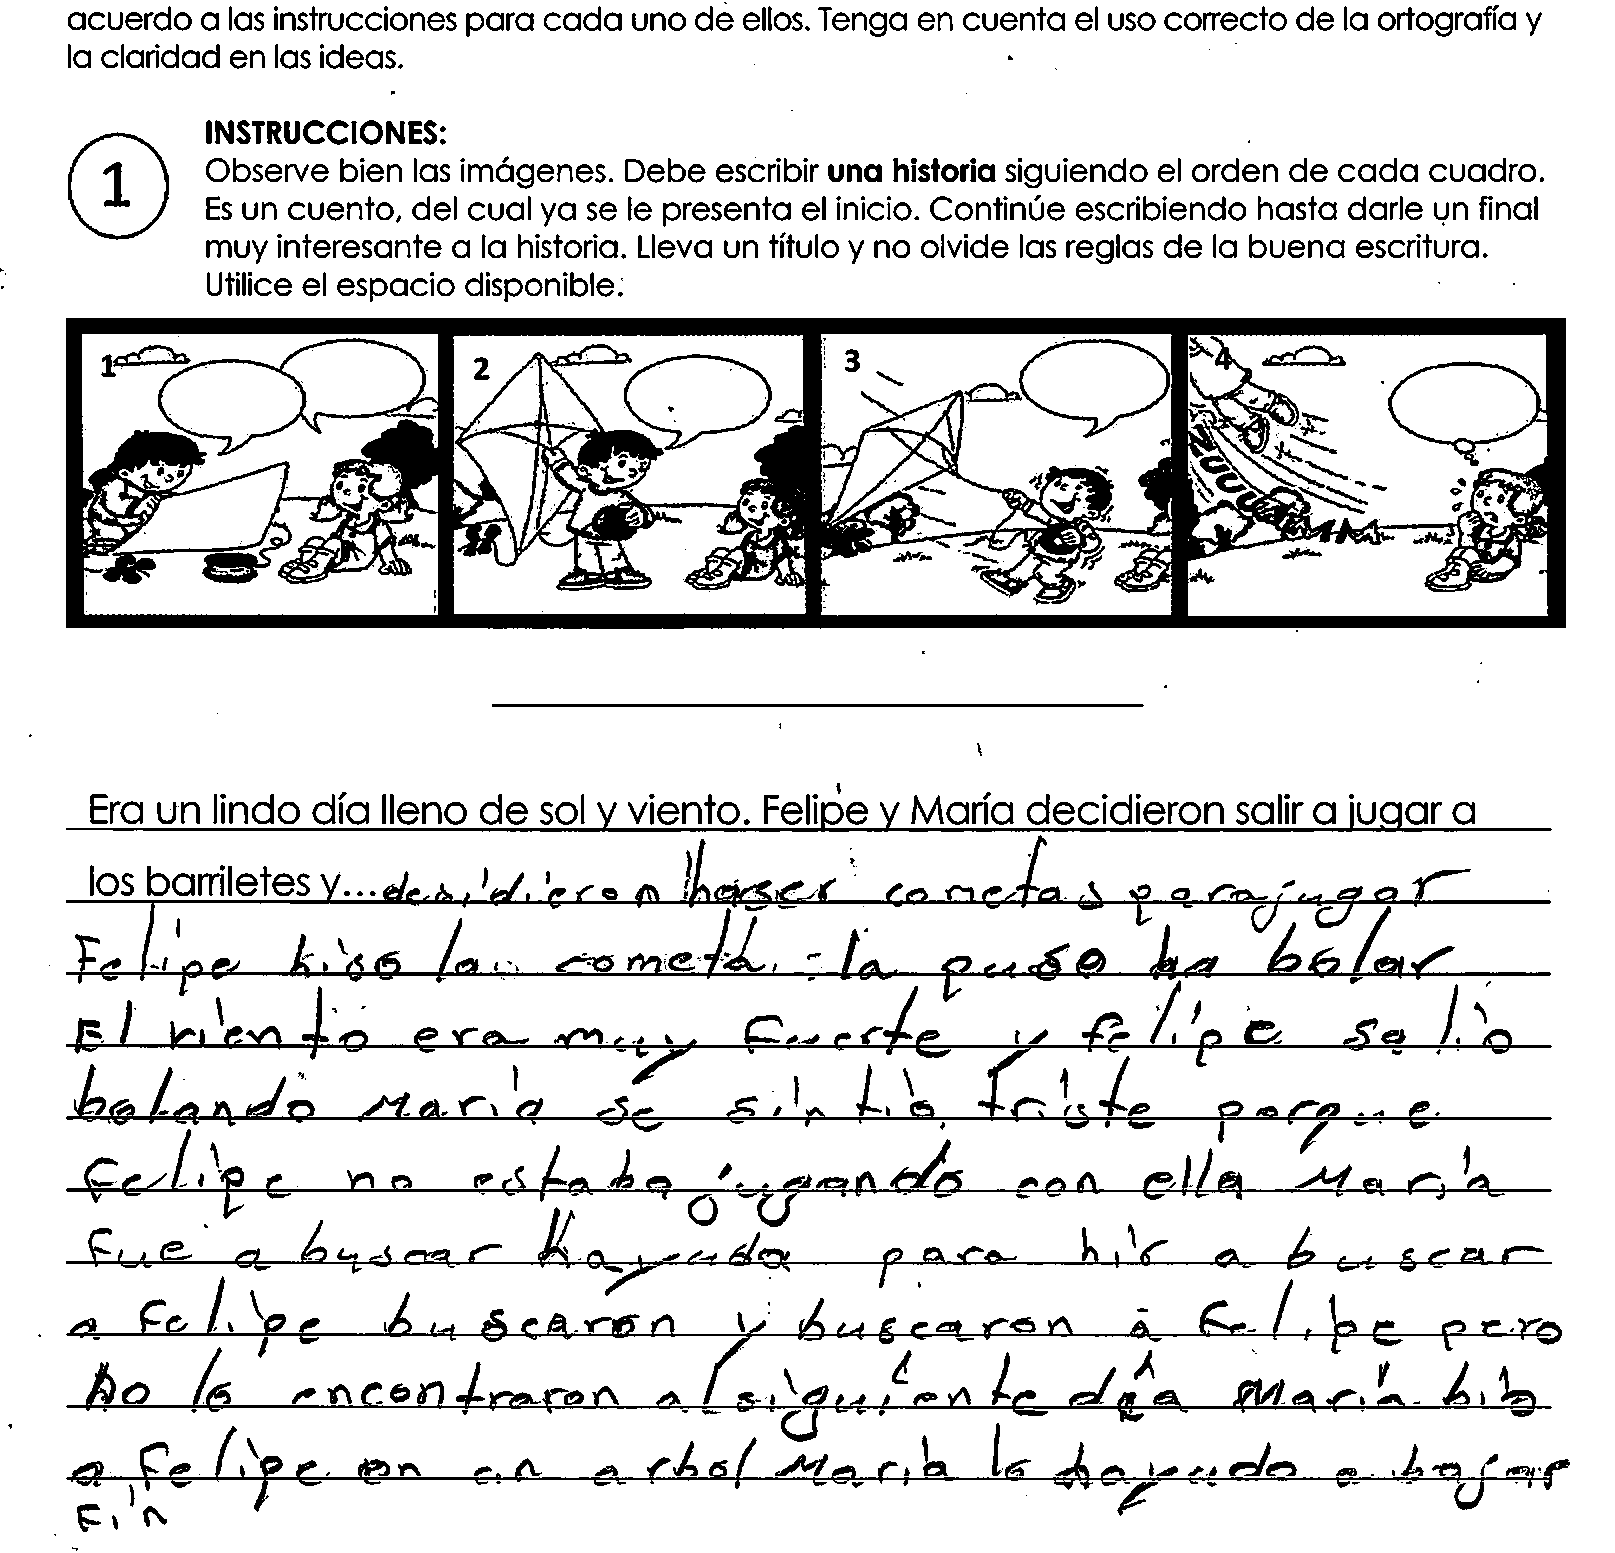 acuerdo a las instrucciones para cada uno de ellos. Tenga en cuenta el uso correcto de la ortografía y
la claridad en las ideas.
1
INSTRUCCIONES:
Observe bien las imágenes. Debe escribir una historia siguiendo el orden de cada cuadro.
Es un cuento, del cual ya se le presenta el inicio. Continúe escribiendo hasta darle un final
muy interesante a la historia. Lleva un título y no olvide las reglas de la buena escritura.
Utilice el espacio disponible.
1 2 3 4
ZUUUUMMM
Era un lindo día lleno de sol y viento. Felipe y María decidieron salir a jugar a
los barriletes y... desidieron haser cometas para jugar
Felipe hiso la cometa la puso ha bolar
El viento era muy fuerte y felipe salio
bolando Maria se sintio triste porque
felipe no estaba jugando con ella Maria
fue a buscar hayuda para hir a buscar
a Felipe buscaron y buscaron a Felipe pero
no lo encontraron al siguiente día Maria bio
a Felipe en un arbol Maria lo hayudo a bajar
Fin